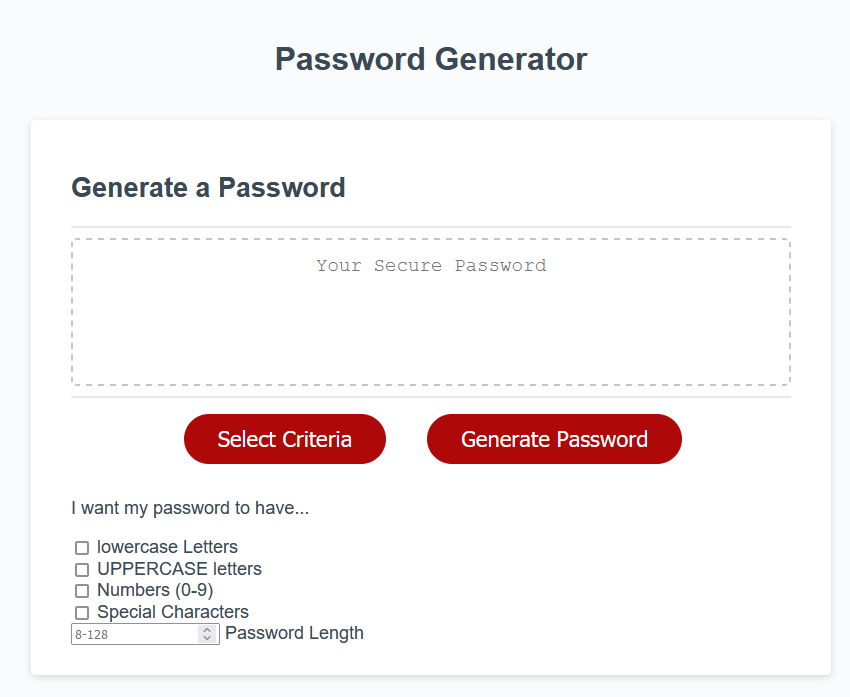 Password Generator
Generate a Password
Your Secure Password
Select Criteria
Generate Password
I want my password to have...
lowercase Letters
UPPERCASE letters
Numbers (0-9)
Special Characters
8-128 Password Length